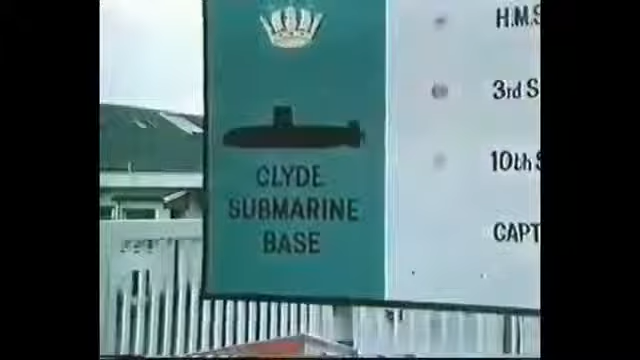 CLYDE
SUBMARINE
BASE
H.M.S
3rd S
10th S
CAPT